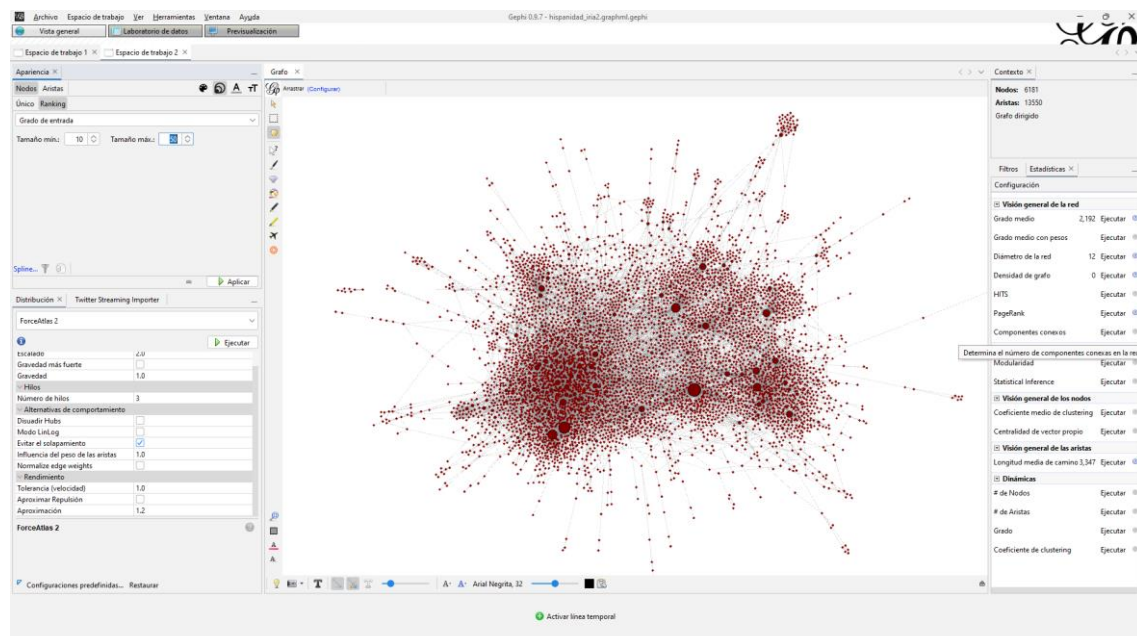 Archivo Espacio de trabajo Ver Herramientas Ventana Ayuda
Gephi 0.8.7 - hispanidad_iria2.graphml.gephi
Vista general Laboratorio de datos Previsualización
Espacio de trabajo 1 × Espacio de trabajo 2 ×
Apariencia ×
Nodos Aristas
Único Ranking
Grado de entrada
Tamaño mín.: 10 Tamaño máx.: 50
Spline...
Aplicar
Distribución × Twitter Streaming Importer
ForceAtlas 2
Ejecutar
Escalado 2.0
Gravedad más fuerte
Gravedad 1.0
Hilos
Número de hilos 3
Alternativas de comportamiento
Disuadir Hubs
Modo LinLog
Evitar el solapamiento
Influencia del peso de las aristas 1.0
Normalize edge weights
Rendimiento
Tolerancia (velocidad) 1.0
Aproximar Repulsión
Aproximación 1.2
ForceAtlas 2
Configuraciones predefinidas... Restaurar
Grafo ×
Arrastrar (Configurar)
T A- A- Arial Negrita, 32
Activar línea temporal
Contexto ×
Nodos: 6181
Aristas: 13550
Grafo dirigido
Filtros Estadísticas ×
Configuración
Visión general de la red
Grado medio 2,192 Ejecutar
Grado medio con pesos Ejecutar
Diámetro de la red 12 Ejecutar
Densidad de grafo 0 Ejecutar
HITS Ejecutar
PageRank Ejecutar
Componentes conexos Ejecutar
Determina el número de componentes conexas en la re
Modularidad
Statistical Inference Ejecutar
Visión general de los nodos
Coeficiente medio de clustering Ejecutar
Centralidad de vector propio Ejecutar
Visión general de las aristas
Longitud media de camino 3,347 Ejecutar
Dinámicas
# de Nodos Ejecutar
# de Aristas Ejecutar
Grado Ejecutar
Coeficiente de clustering Ejecutar